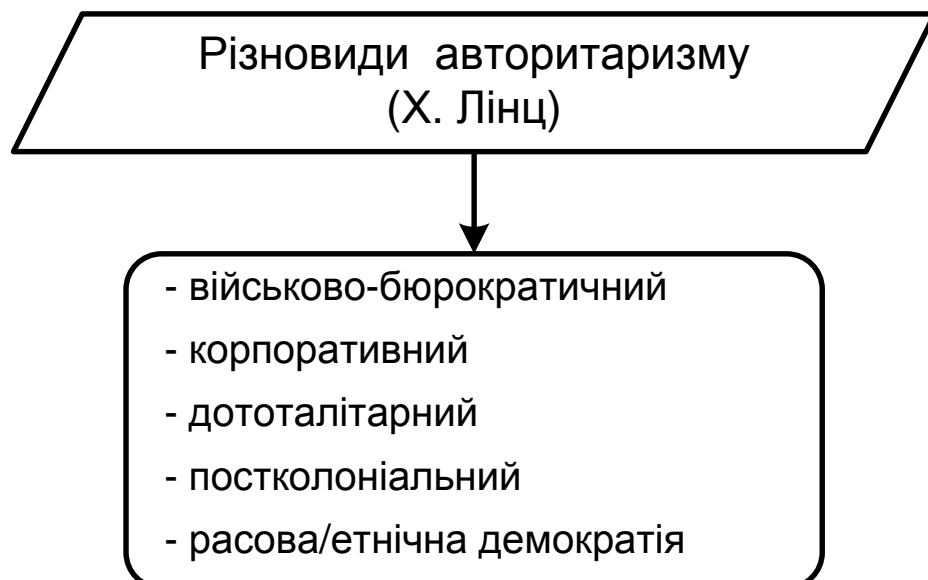 Різновиди авторитаризму
(Х. Лінц)
- військово-бюрократичний
- корпоративний
- дототалітарний
- постколоніальний
- расова/етнічна демократія